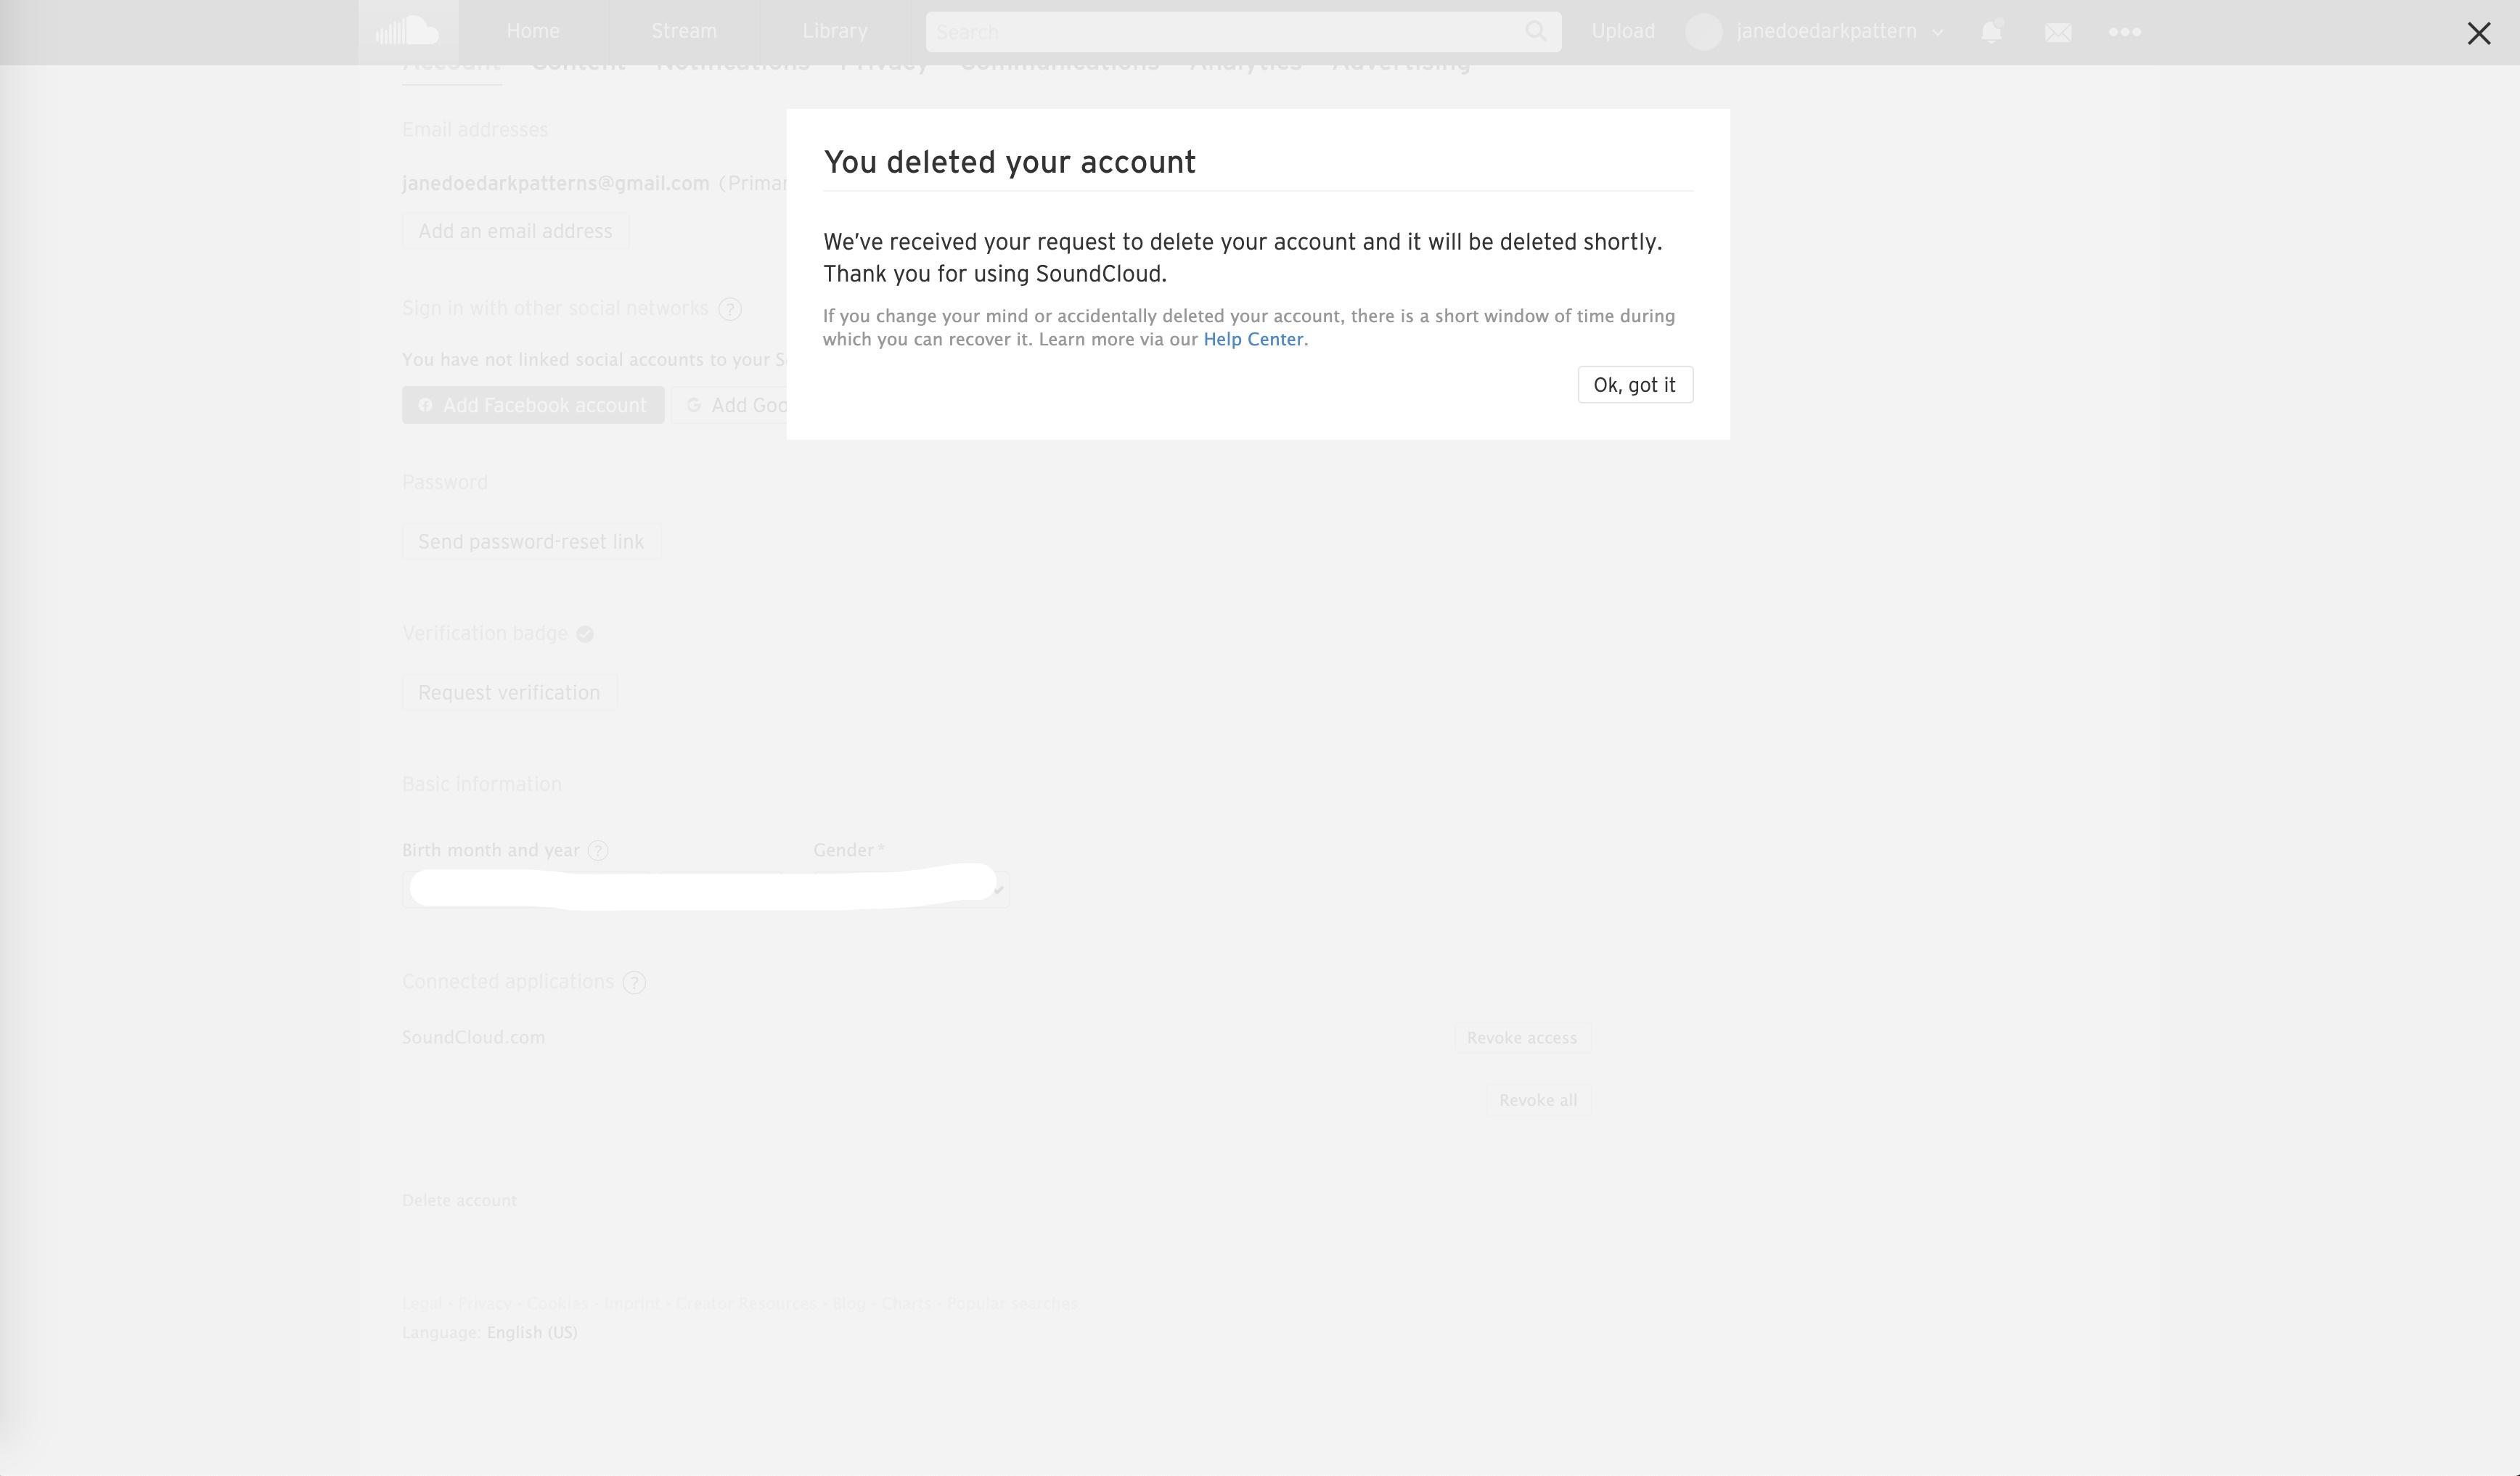 Home Stream Library Search Upload janedoedarkpattern
Account Content Notifications Privacy Communications Analytics Advertising
Email addresses
janedoedarkpatterns@gmail.com (Primar
Add an email address
Sign in with other social networks ?
You have not linked social accounts to your S
Add Facebook account G Add Goo
You deleted your account
We've received your request to delete your account and it will be deleted shortly.
Thank you for using SoundCloud.
If you change your mind or accidentally deleted your account, there is a short window of time during
which you can recover it. Learn more via our Help Center.
Ok, got it
Password
Send password-reset link
Verification badge
Request verification
Basic information
Birth month and year ? Gender *
Connected applications ?
SoundCloud.com Revoke access
Revoke all
Delete account
Legal · Privacy · Cookies · Imprint · Creator Resources · Blog · Charts · Popular searches
Language: English (US)